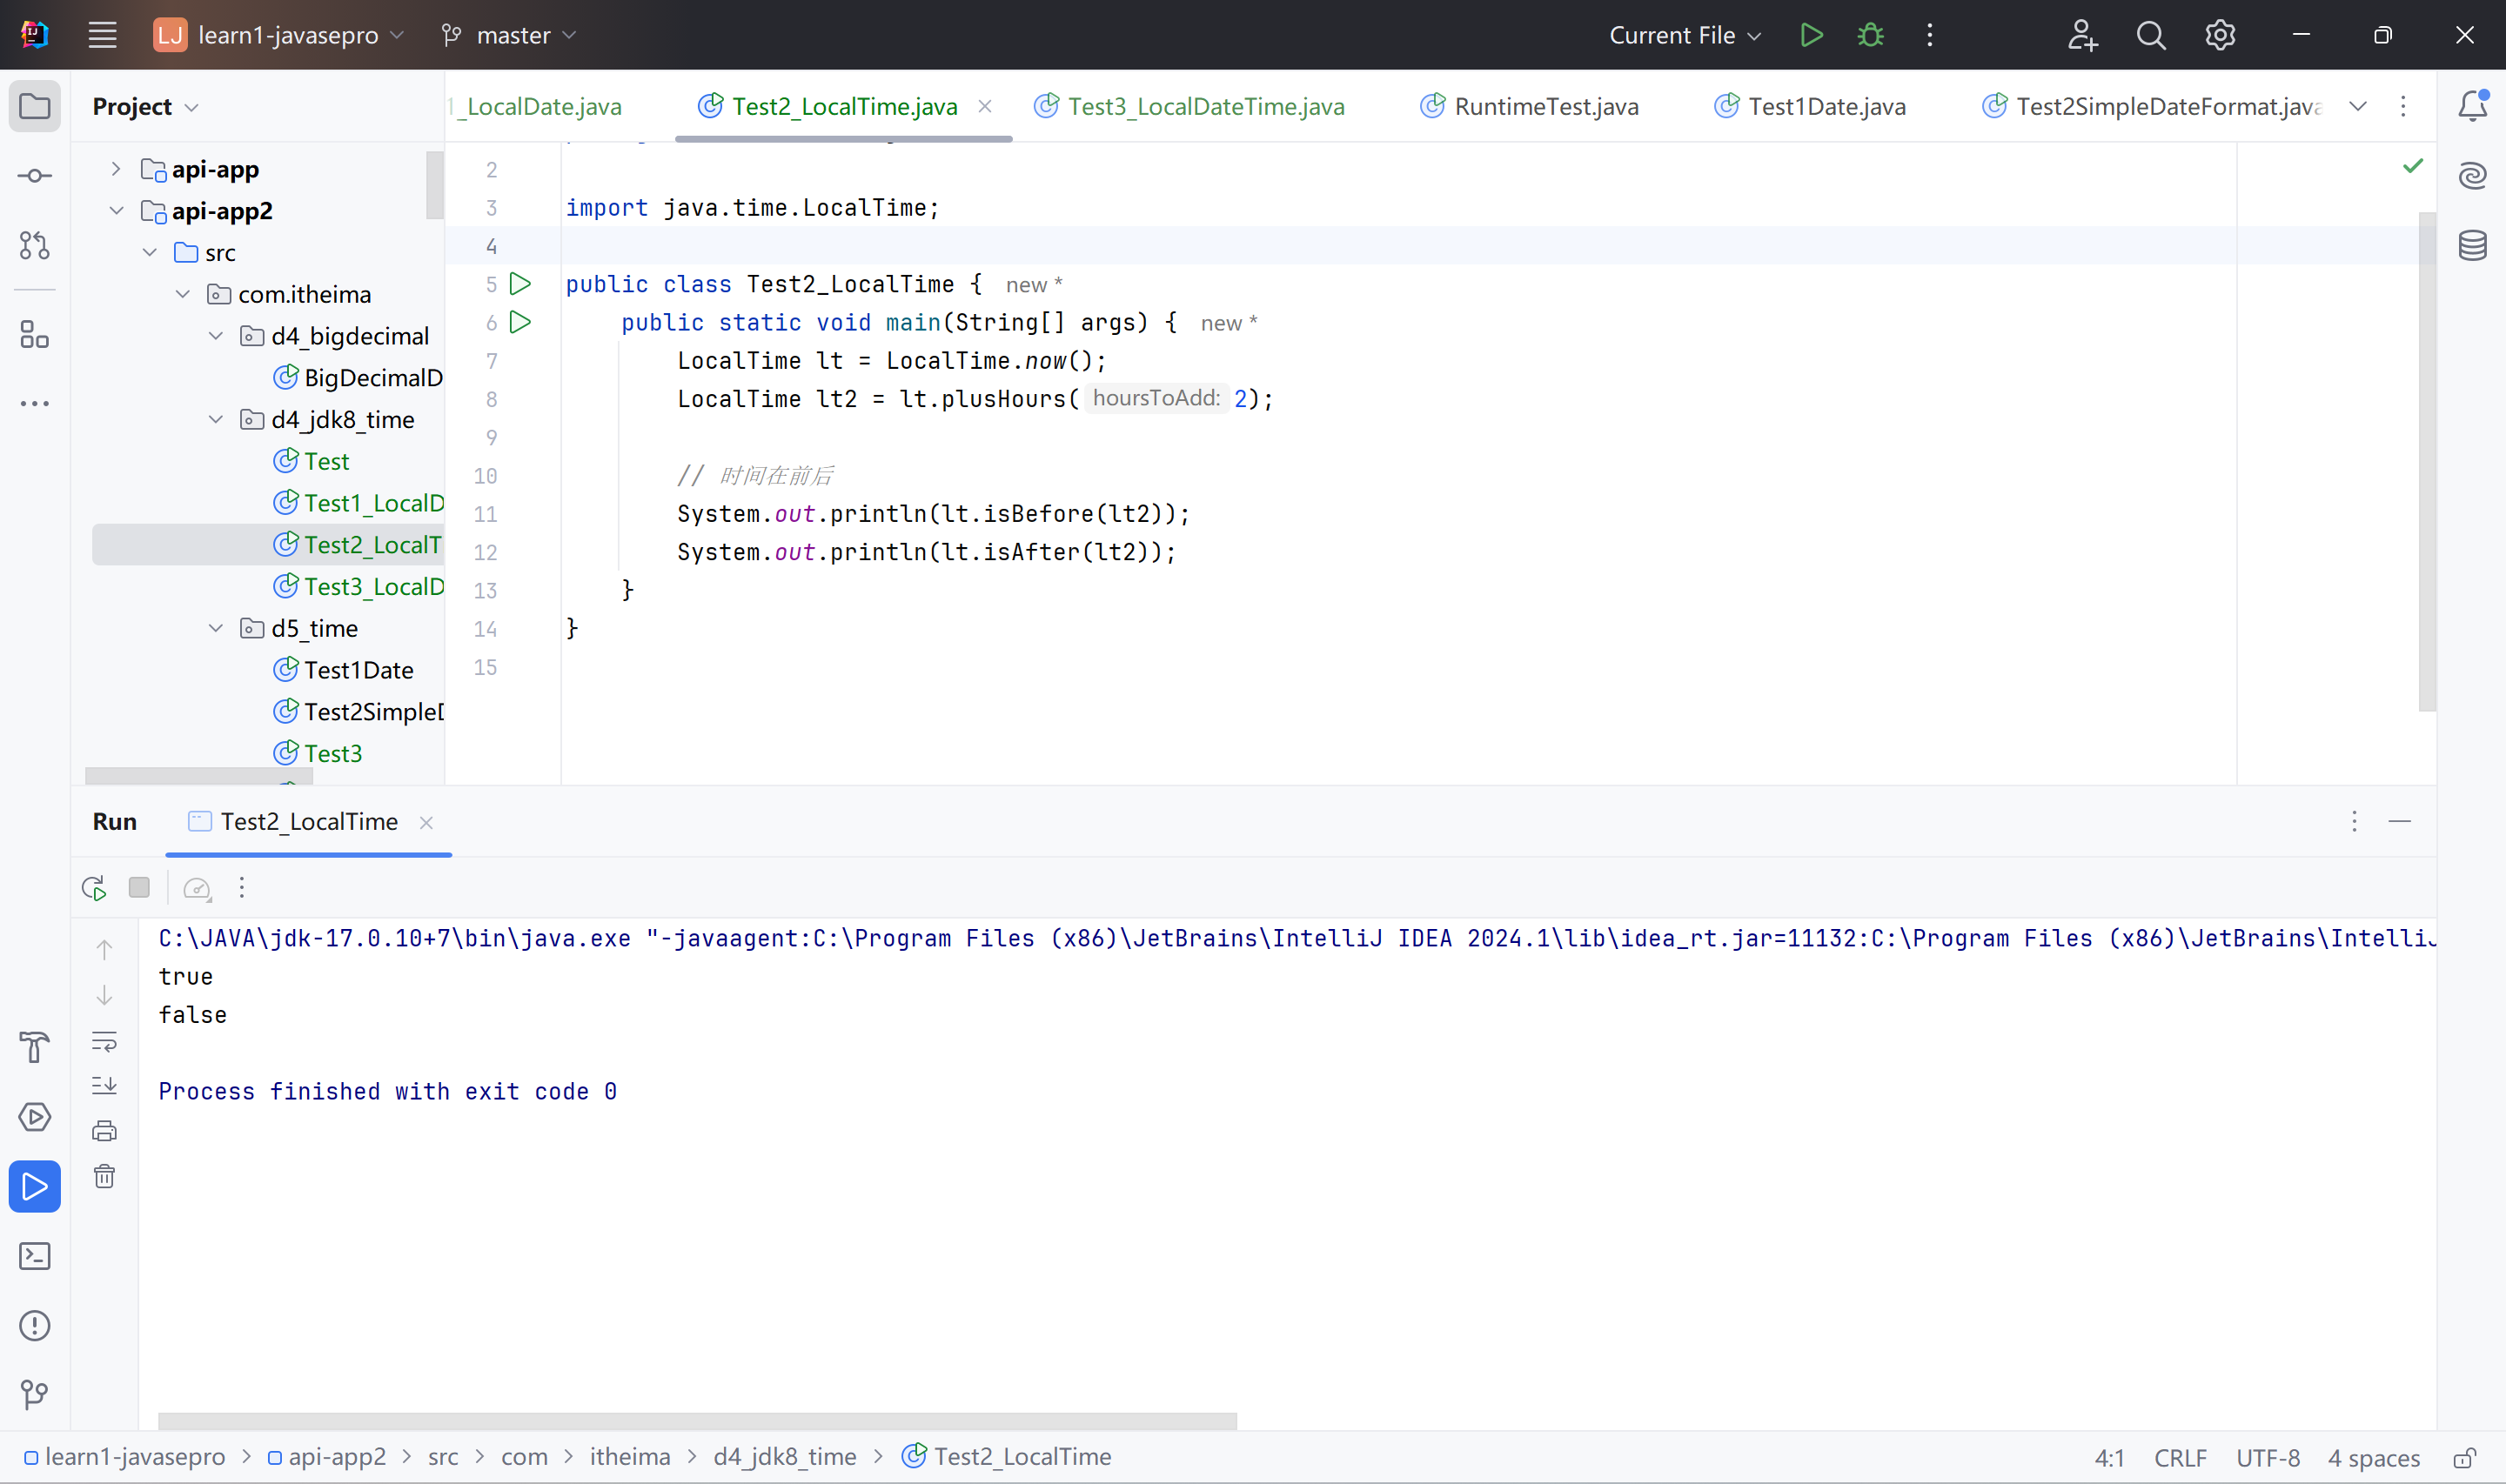 LJ learn1-javasepro master Current File
Project
1_LocalDate.java Test2_LocalTime.java Test3_LocalDateTime.java RuntimeTest.java Test1Date.java Test2SimpleDateFormat.java
api-app
api-app2
src
com.itheima
d4_bigdecimal
BigDecimalD
d4_jdk8_time
Test
Test1_LocalD
Test2_LocalT
Test3_LocalD
d5_time
Test1Date
Test2SimpleD
Test3
2
3 import java.time.LocalTime;
4
5 public class Test2_LocalTime { new *
6 public static void main(String[] args) { new *
7 LocalTime lt = LocalTime.now();
8 LocalTime lt2 = lt.plusHours( hoursToAdd: 2);
9
10 // 时间在前后
11 System.out.println(lt.isBefore(lt2));
12 System.out.println(lt.isAfter(lt2));
13 }
14 }
15
Run Test2_LocalTime
C:\JAVA\jdk-17.0.10+7\bin\java.exe "-javaagent:C:\Program Files (x86)\JetBrains\IntelliJ IDEA 2024.1\lib\idea_rt.jar=11132:C:\Program Files (x86)\JetBrains\IntelliJ
true
false
Process finished with exit code 0
learn1-javasepro > api-app2 > src > com > itheima > d4_jdk8_time > Test2_LocalTime 4:1 CRLF UTF-8 4 spaces